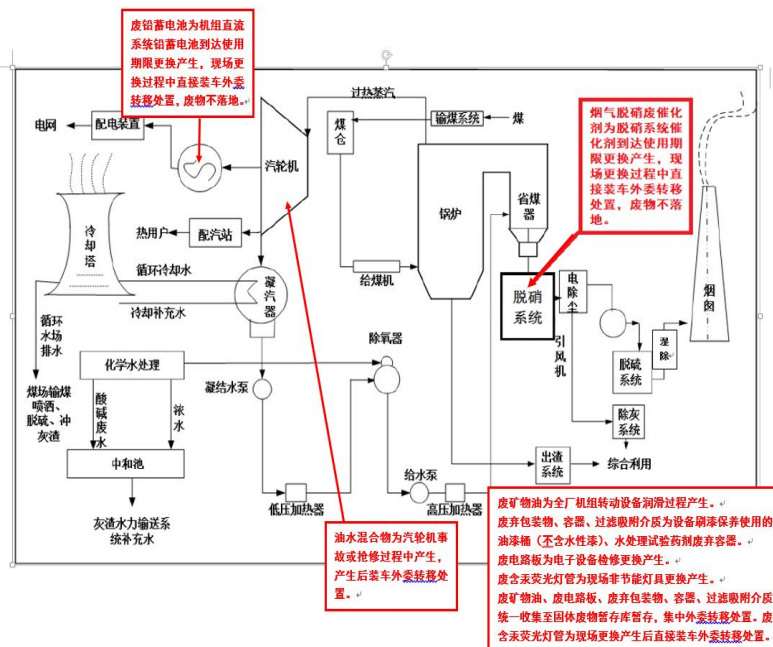 废铅蓄电池为机组直流
系统铅蓄电池到达使用
期限更换产生，现场更
换过程中直接装车外委
转移处置，废物不落地。
过热蒸汽
电网
配电装置
煤仓
输煤系统
煤
烟气脱硝废催化
剂为脱硝系统催
化剂到达使用期
限更换产生，现
场更换过程中直
接装车外委转移
处置，废物不落
地。
汽轮机
锅炉
省煤器
冷却塔
热用户
配汽站
循环冷却水
给煤机
凝汽器
脱硝
系统
电除尘
烟囱
冷却补充水
循环
水场
排水
除氧器
引风机
湿除
脱硫
系统
化学水处理
凝结水泵
煤场输煤
喷洒、
脱硫、冲
灰渣
酸碱废水
浓水
除灰
系统
中和池
给水泵
出渣
系统
综合利用
低压加热器
高压加热器
灰渣水力输送系
统补充水
油水混合物为汽轮机事
故或抢修过程中产生，
产生后装车外委转移处
置。
废矿物油为全厂机组转动设备润滑过程产生。
废弃包装物、容器、过滤吸附介质为设备刷漆保养使用的
油漆桶（不含水性漆）、水处理试验药剂废弃容器。
废电路板为电子设备检修更换产生。
废含汞荧光灯管为现场非节能灯具更换产生。
废矿物油、废电路板、废弃包装物、容器、过滤吸附介质
统一收集至固体废物暂存库暂存，集中外委转移处置。废
含汞荧光灯管为现场更换产生后直接装车外委转移处置。